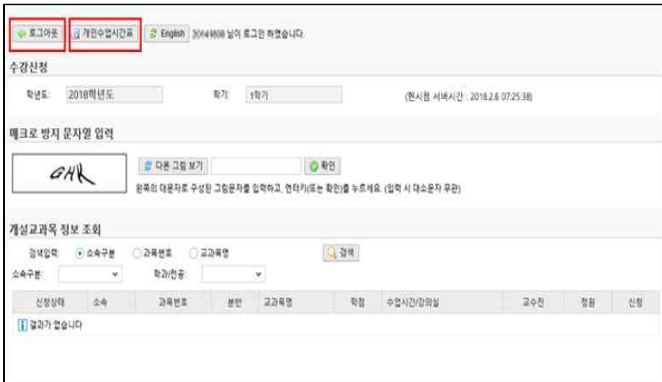 로그아웃 개인수업시간표 English 님이 로그인 하였습니다.
수강신청
학년도: 2018학년도 학기: 1학기 (현시점 서버시간 : 2018.2.6 07:25:38)
매크로 방지 문자열 입력
GHK 다른 그림 보기 확인
왼쪽의 대문자로 구성된 그림문자를 입력하고, 엔터키(또는 확인)를 누르세요. (입력 시 대소문자 무관)
개설교과목 정보 조회
검색입력: 소속구분 과목번호 교과목명 검색
소속구분: 학과/전공:
신청상태 소속 과목번호 분반 교과목명 학점 수업시간/강의실 교수진 정원 신청
결과가 없습니다